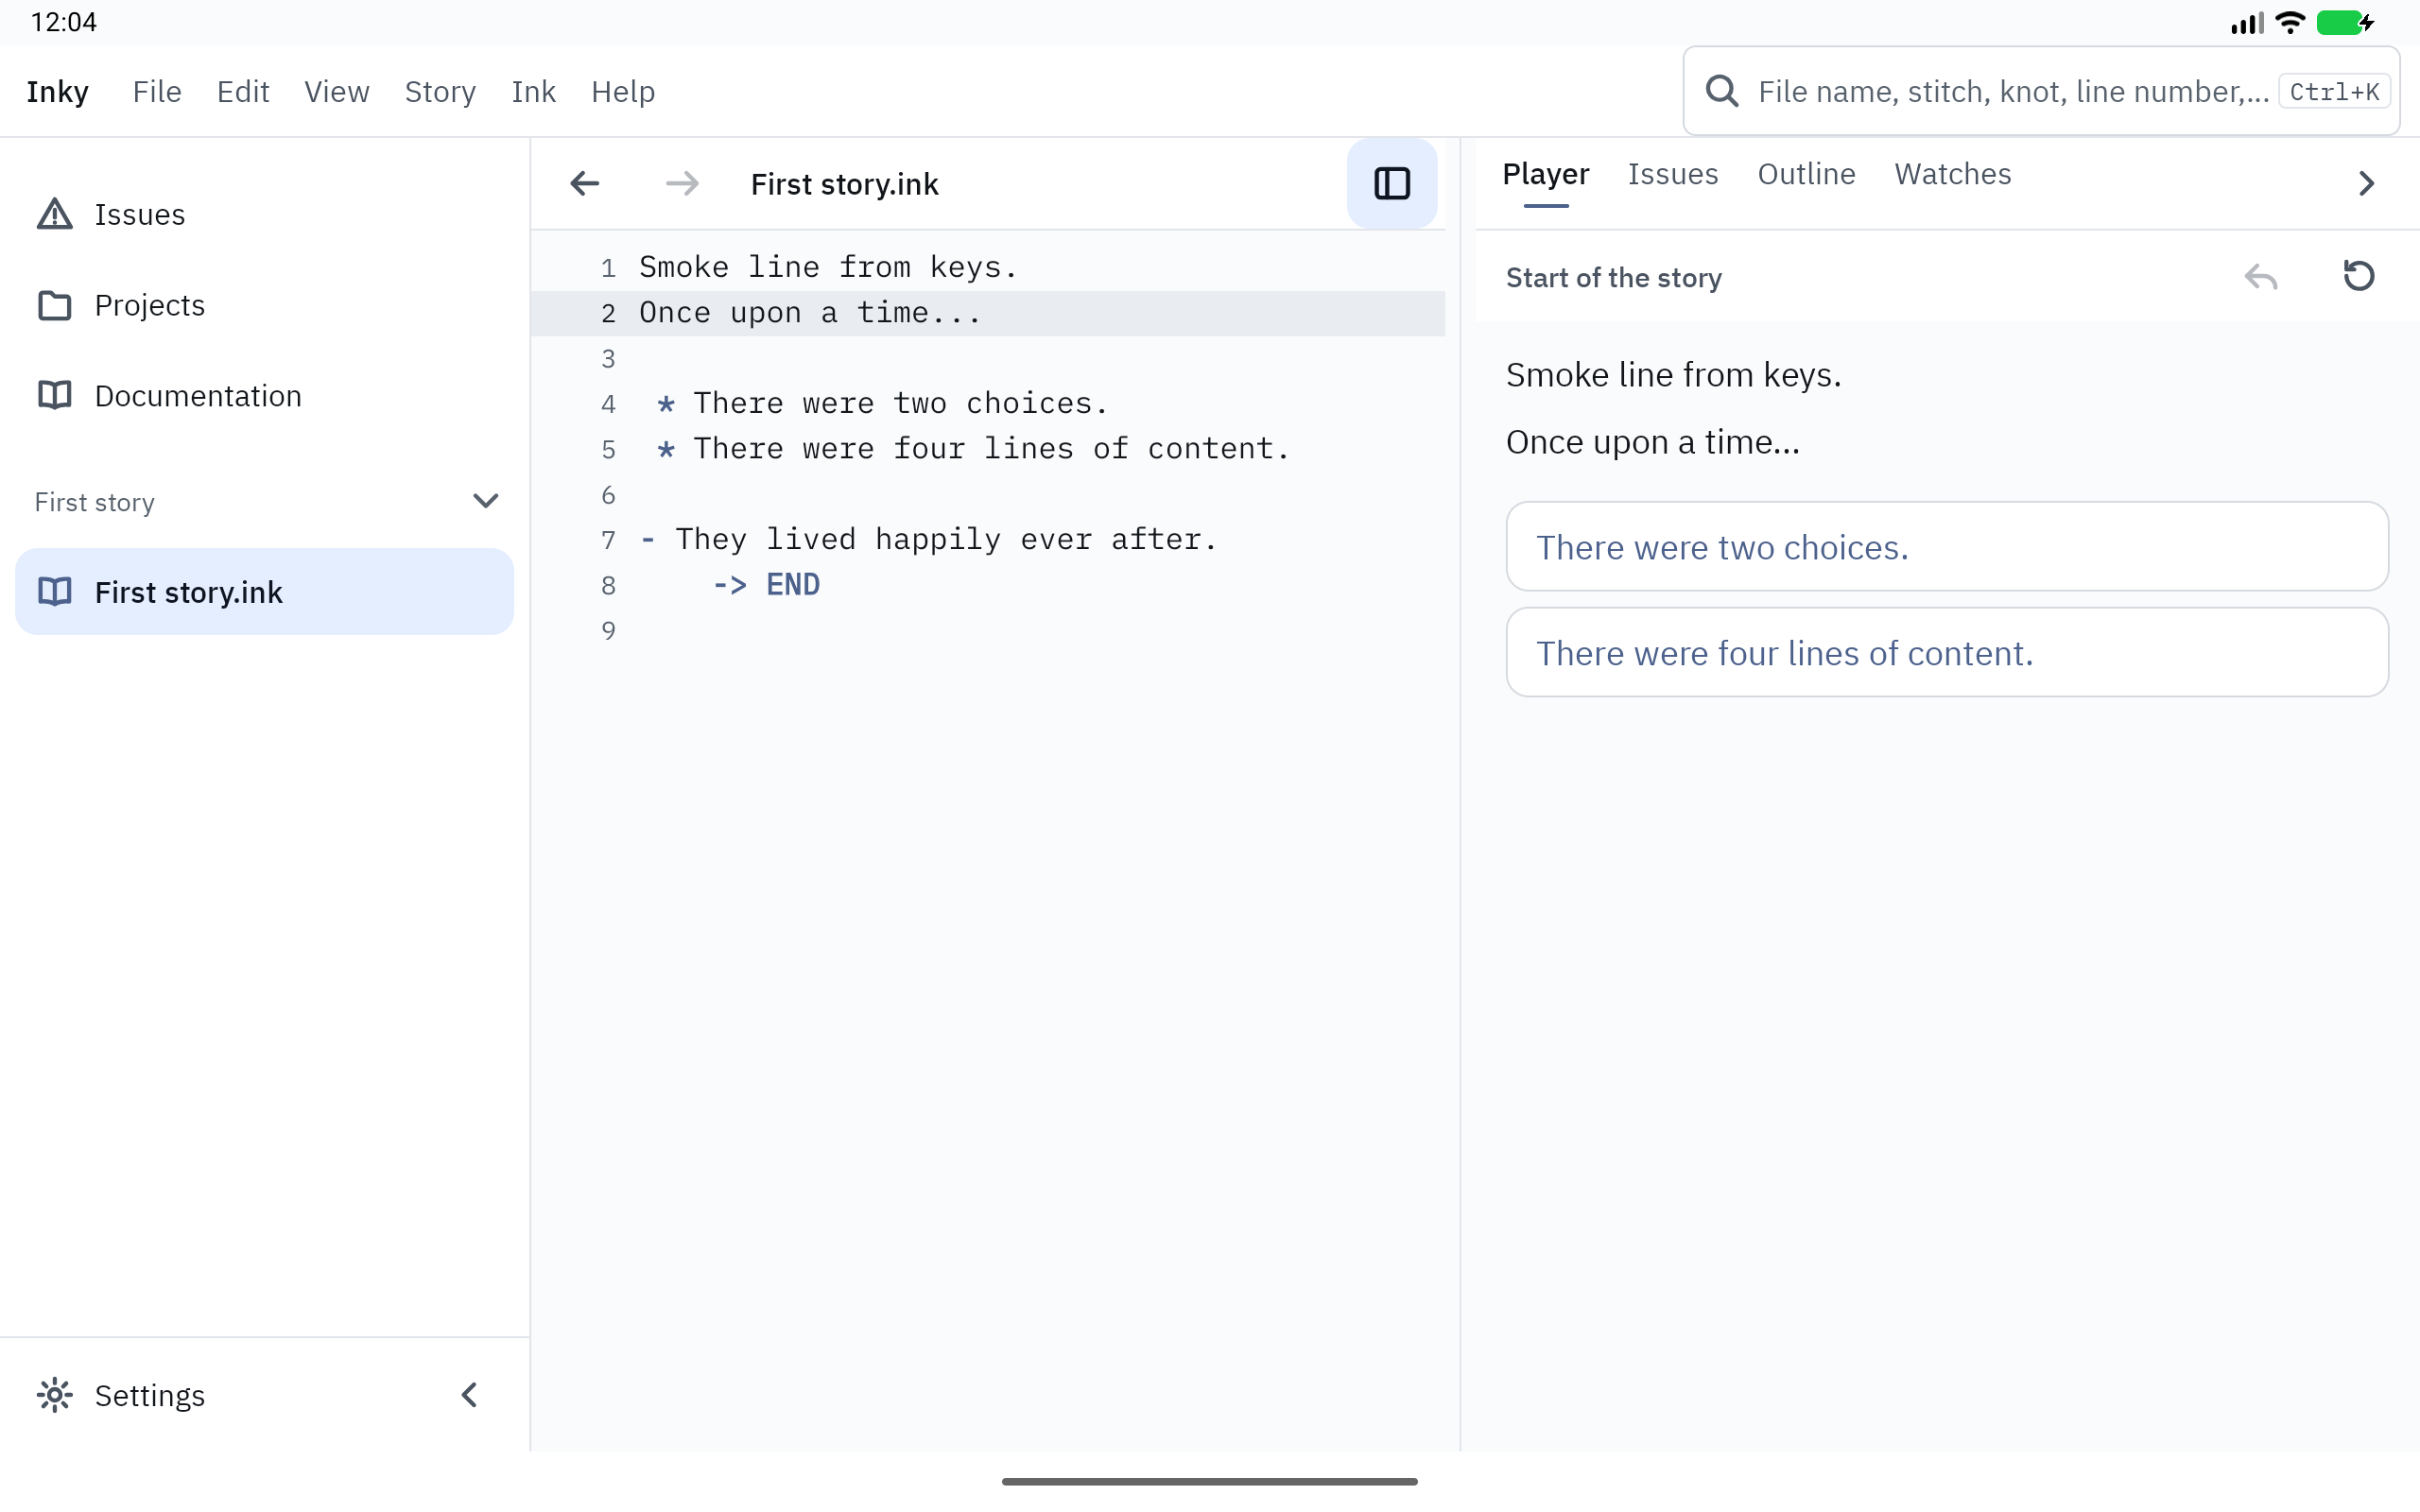 12:04
Inky File Edit View Story Ink Help
File name, stitch, knot, line number,... Ctrl+K
Issues
Projects
Documentation
First story
First story.ink
Settings
First story.ink
1 Smoke line from keys.
2 Once upon a time...
3
4 * There were two choices.
5 * There were four lines of content.
6
7 - They lived happily ever after.
8 -> END
9
Player Issues Outline Watches
Start of the story
Smoke line from keys.
Once upon a time...
There were two choices.
There were four lines of content.